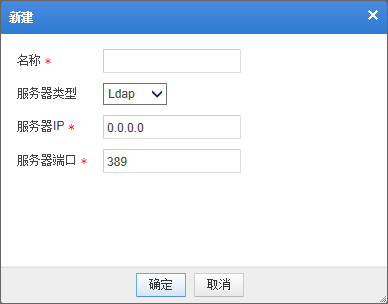 新建
名称 *
服务器类型 Ldap
服务器IP * 0.0.0.0
服务器端口 * 389
确定 取消